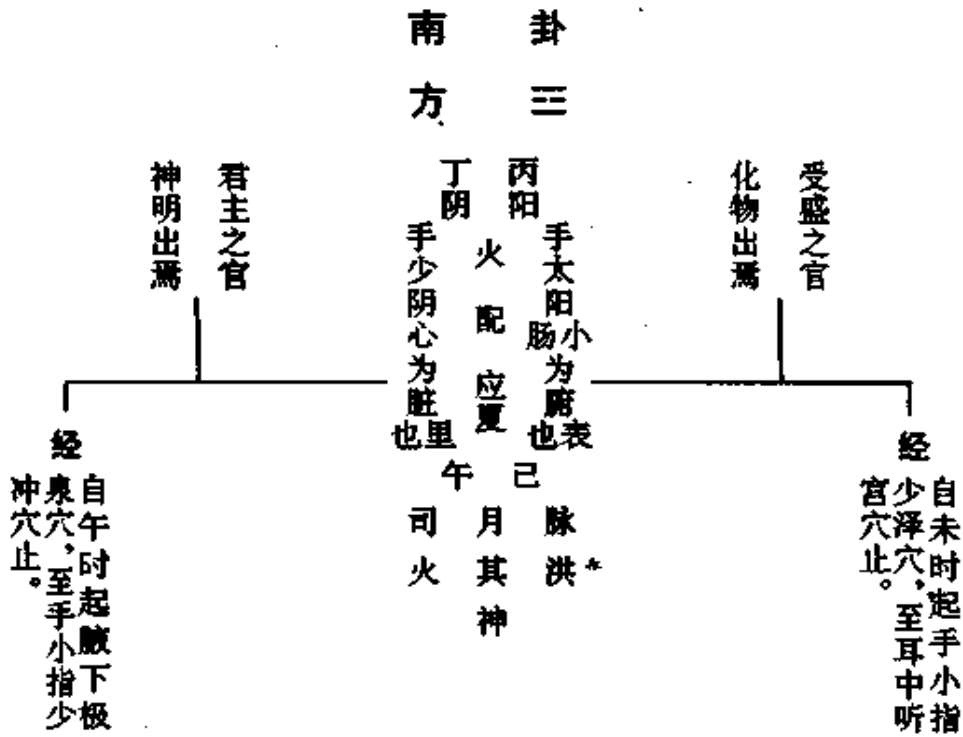 卦☲
南方
受盛之官
化物出焉
丙阳
丁阴
君主之官
神明出焉
手太阳小肠为腑表也
火配应夏
手少阴心为脏里也
己午
脉洪
月其神
司火
经
自未时起手小指
少泽穴，至耳中听
宫穴止。
经
自午时起腋下极
泉穴，至手小指少
冲穴止。